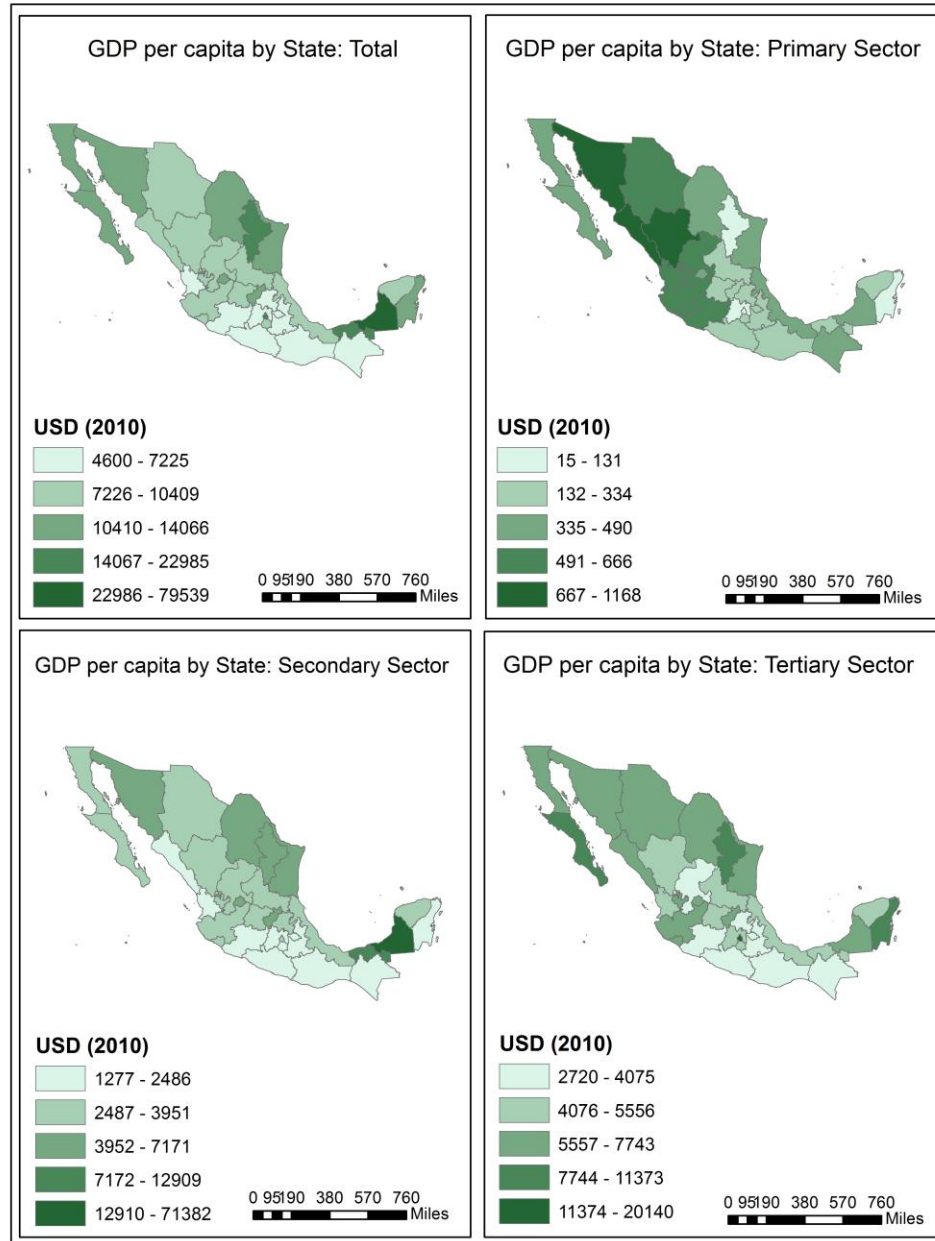 GDP per capita by State: Total
USD (2010)
4600 - 7225
7226 - 10409
10410 - 14066
14067 - 22985
22986 - 79539
0 95190 380 570 760
Miles
GDP per capita by State: Primary Sector
USD (2010)
15 - 131
132 - 334
335 - 490
491 - 666
667 - 1168
0 95190 380 570 760
Miles
GDP per capita by State: Secondary Sector
USD (2010)
1277 - 2486
2487 - 3951
3952 - 7171
7172 - 12909
12910 - 71382
0 95190 380 570 760
Miles
GDP per capita by State: Tertiary Sector
USD (2010)
2720 - 4075
4076 - 5556
5557 - 7743
7744 - 11373
11374 - 20140
0 95190 380 570 760
Miles